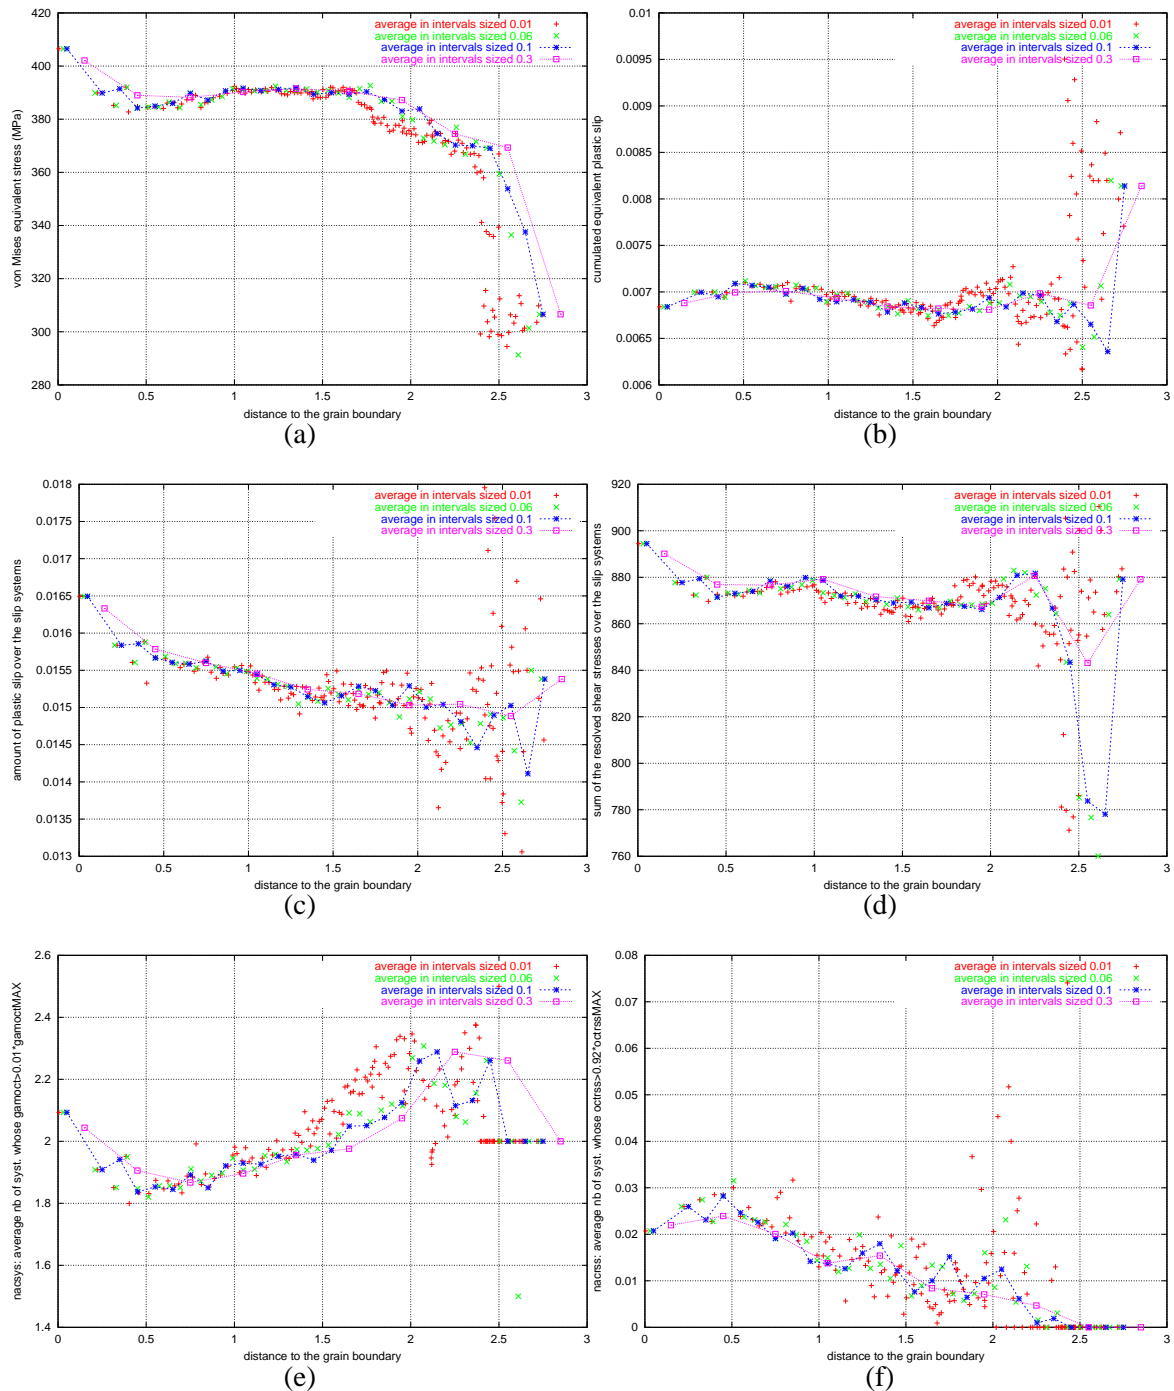 average in intervals sized 0.01
average in intervals sized 0.06
average in intervals sized 0.1
average in intervals sized 0.3
von Mises equivalent stress (MPa)
420
400
380
360
340
320
300
280
0 0.5 1 1.5 2 2.5 3
distance to the grain boundary
(a)
average in intervals sized 0.01
average in intervals sized 0.06
average in intervals sized 0.1
average in intervals sized 0.3
cumulated equivalent plastic slip
0.01
0.0095
0.009
0.0085
0.008
0.0075
0.007
0.0065
0.006
0 0.5 1 1.5 2 2.5 3
distance to the grain boundary
(b)
average in intervals sized 0.01
average in intervals sized 0.06
average in intervals sized 0.1
average in intervals sized 0.3
amount of plastic slip over the slip systems
0.018
0.0175
0.017
0.0165
0.016
0.0155
0.015
0.0145
0.014
0.0135
0.013
0 0.5 1 1.5 2 2.5 3
distance to the grain boundary
(c)
average in intervals sized 0.01
average in intervals sized 0.06
average in intervals sized 0.1
average in intervals sized 0.3
sum of the resolved shear stresses over the slip systems
920
900
880
860
840
820
800
780
760
0 0.5 1 1.5 2 2.5 3
distance to the grain boundary
(d)
average in intervals sized 0.01
average in intervals sized 0.06
average in intervals sized 0.1
average in intervals sized 0.3
nasys: average nb of syst. whose gamoct>0.01*gamoctMAX
2.6
2.4
2.2
2
1.8
1.6
1.4
0 0.5 1 1.5 2 2.5 3
distance to the grain boundary
(e)
average in intervals sized 0.01
average in intervals sized 0.06
average in intervals sized 0.1
average in intervals sized 0.3
nacrss: average nb of syst. whose octrss>0.92*octrssMAX
0.08
0.07
0.06
0.05
0.04
0.03
0.02
0.01
0
0 0.5 1 1.5 2 2.5 3
distance to the grain boundary
(f)